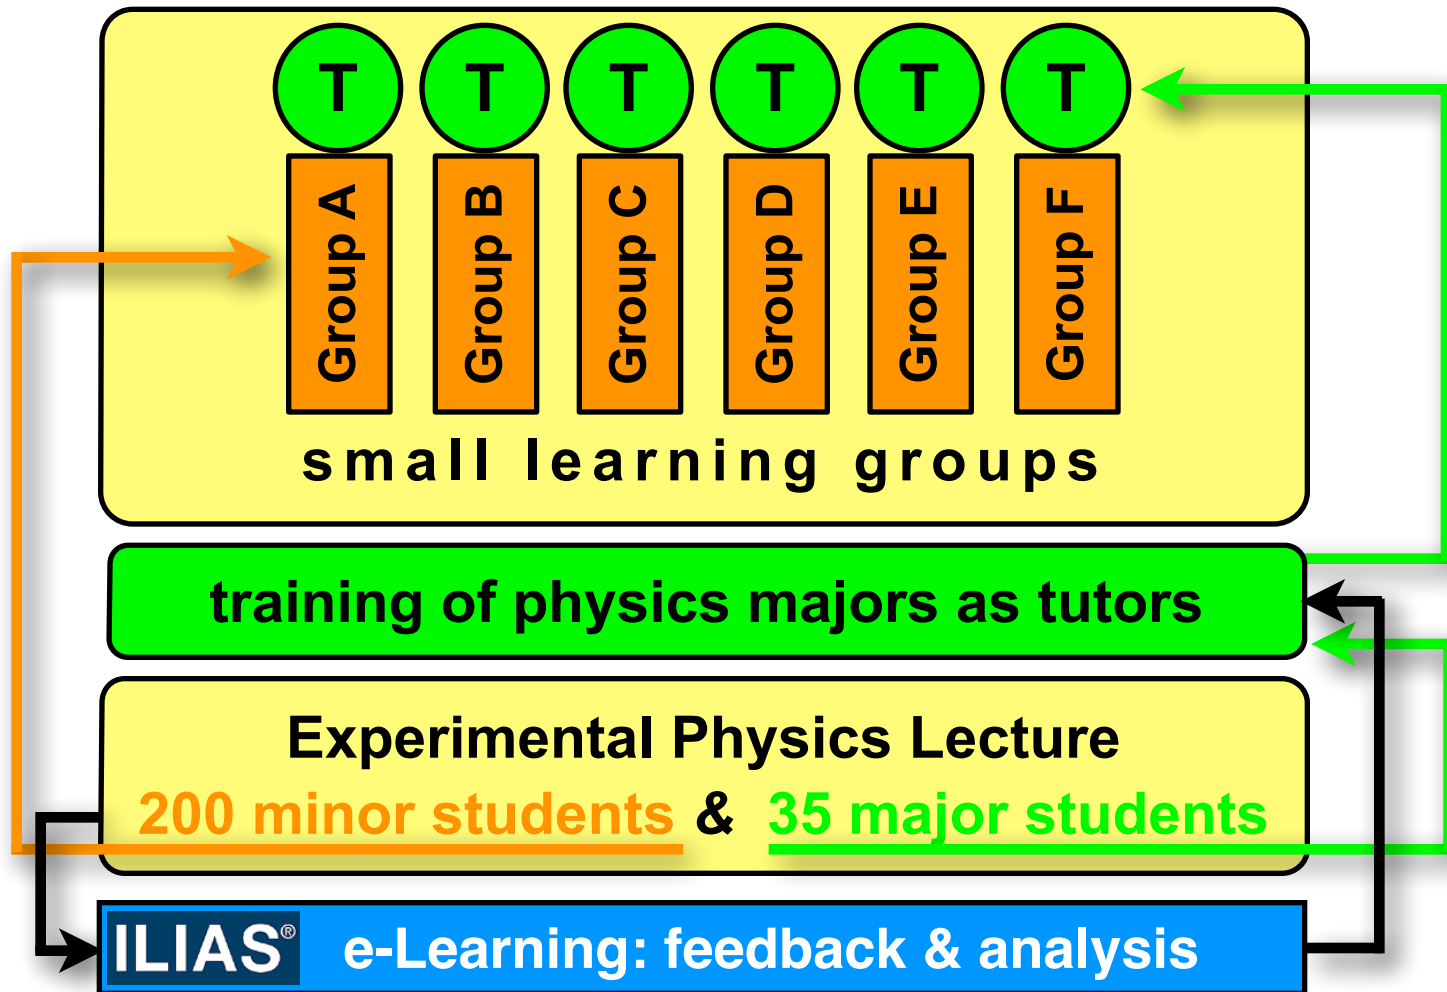 T T T T T T
Group A Group B Group C Group D Group E Group F
small learning groups
training of physics majors as tutors
Experimental Physics Lecture
200 minor students & 35 major students
ILIAS® e-Learning: feedback & analysis